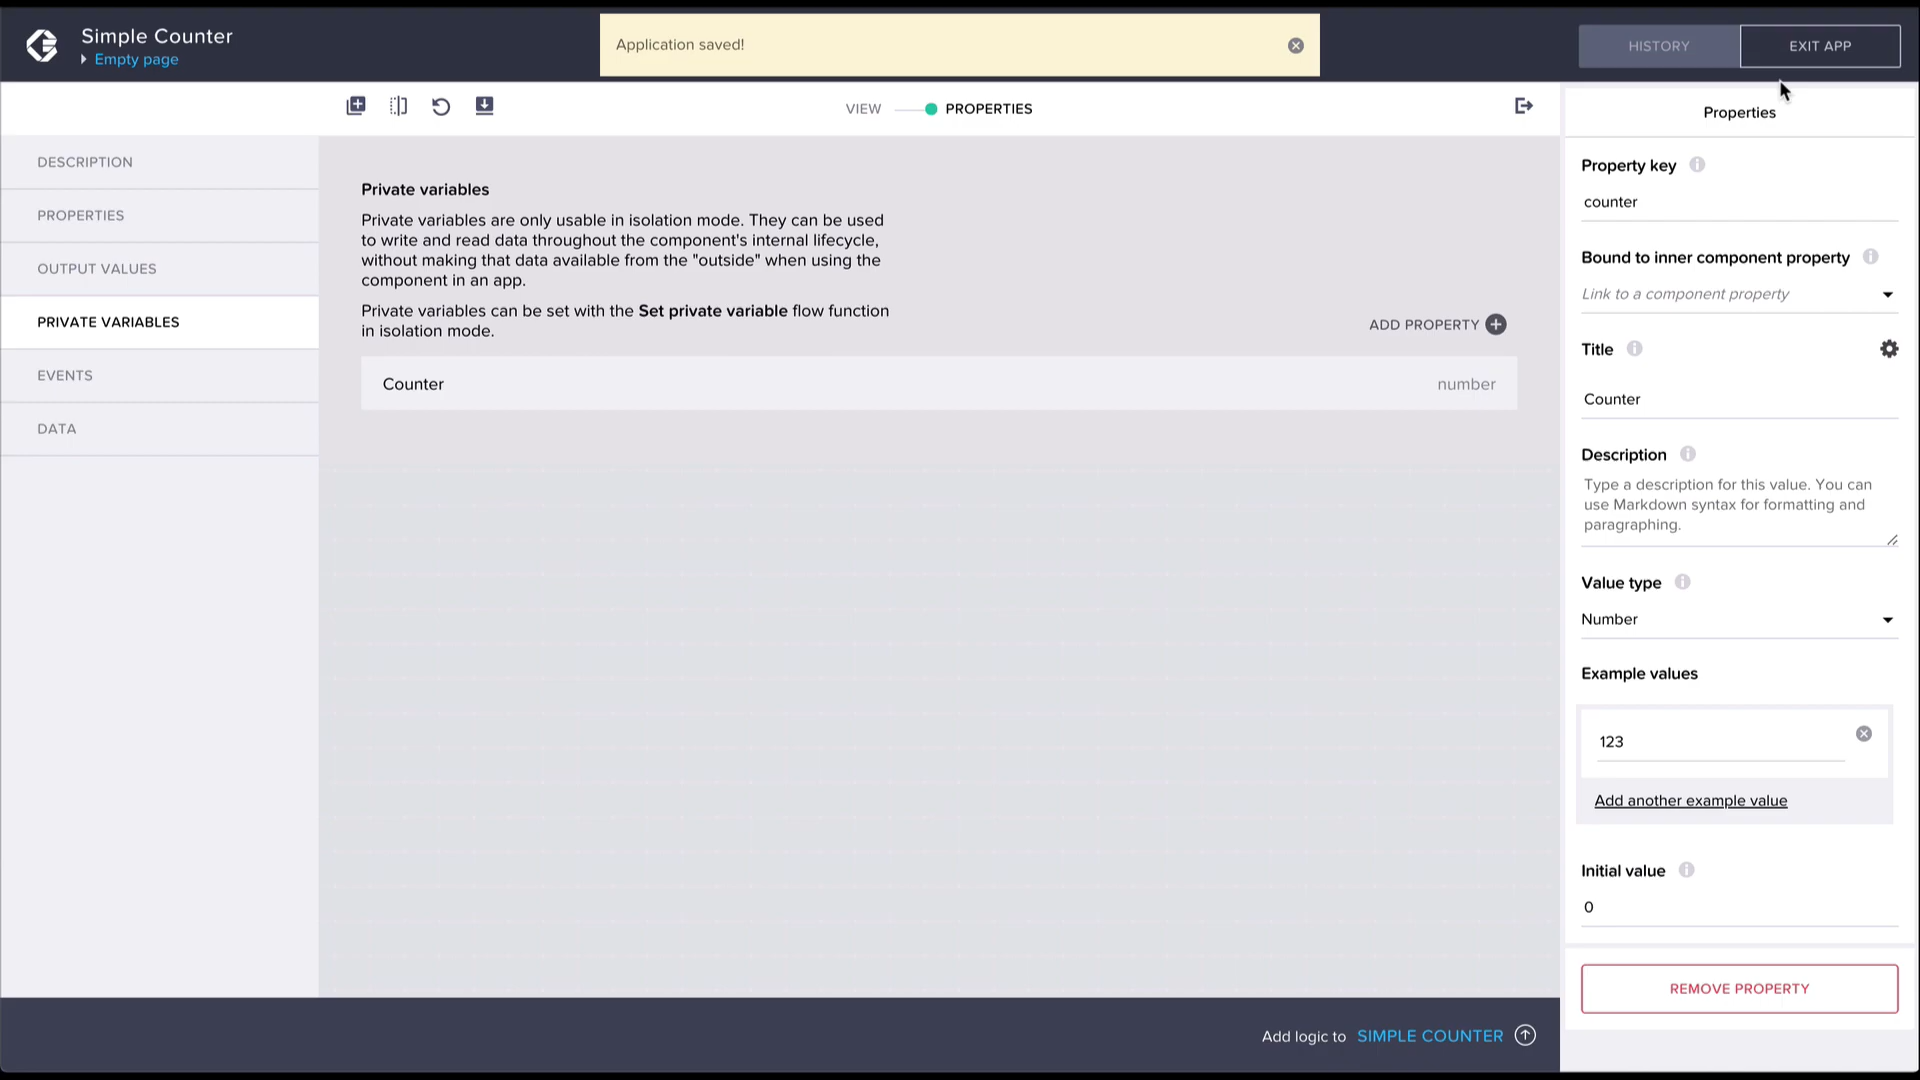 Simple Counter
Empty page
Application saved!
HISTORY
EXIT APP
VIEW
PROPERTIES
Properties
DESCRIPTION
PROPERTIES
OUTPUT VALUES
PRIVATE VARIABLES
EVENTS
DATA
Private variables
Private variables are only usable in isolation mode. They can be used
to write and read data throughout the component's internal lifecycle,
without making that data available from the "outside" when using the
component in an app.
Private variables can be set with the Set private variable flow function
in isolation mode.
ADD PROPERTY
Counter
number
Property key
counter
Bound to inner component property
Link to a component property
Title
Counter
Description
Type a description for this value. You can
use Markdown syntax for formatting and
paragraphing.
Value type
Number
Example values
123
Add another example value
Initial value
0
REMOVE PROPERTY
Add logic to SIMPLE COUNTER